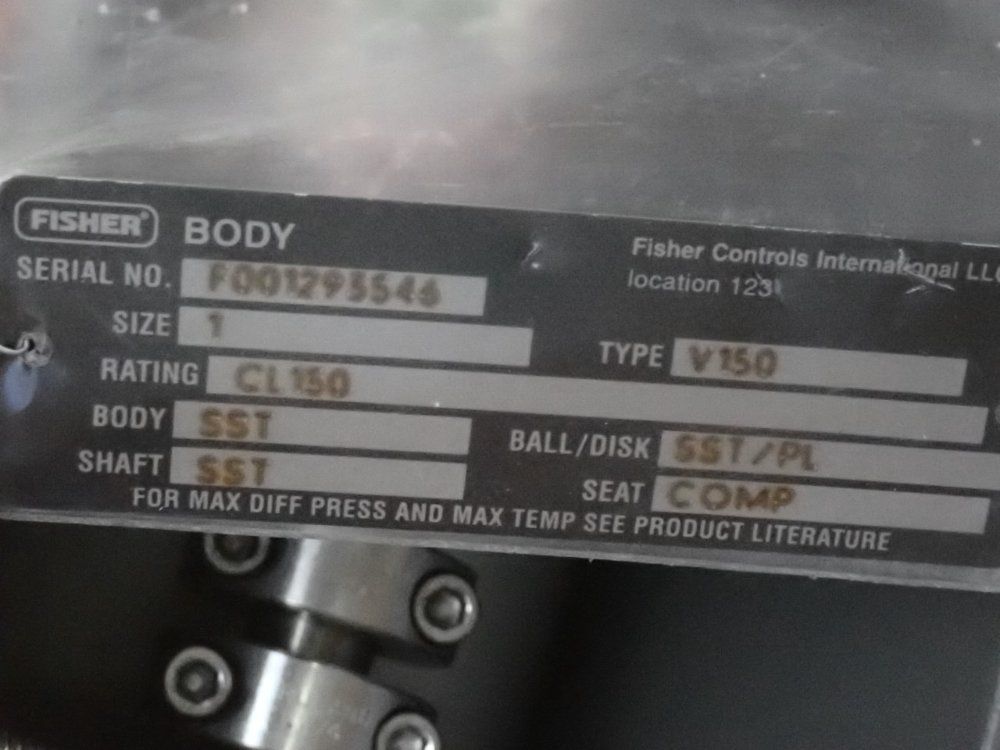 FISHER® BODY
Fisher Controls International LLC
location 123
SERIAL NO. F001295546
SIZE 1
TYPE V150
RATING CL150
BODY SST
BALL/DISK SST/PL
SHAFT SST
SEAT COMP
FOR MAX DIFF PRESS AND MAX TEMP SEE PRODUCT LITERATURE